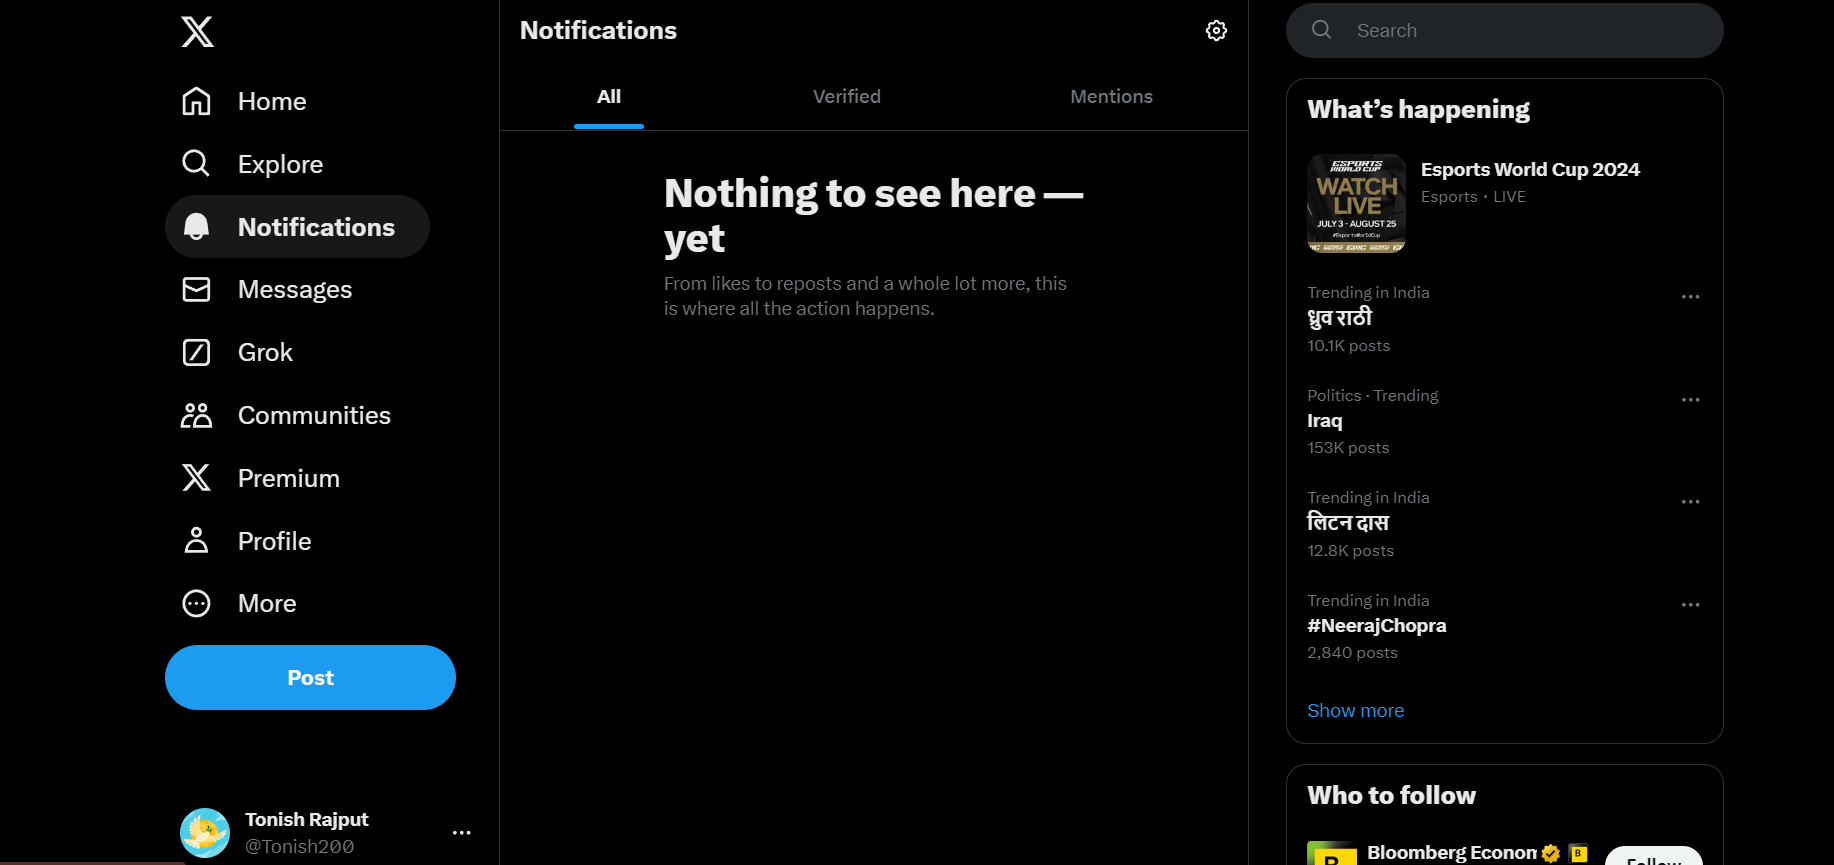 Home
Explore
Notifications
Messages
Grok
Communities
Premium
Profile
More
Post
Tonish Rajput
@Tonish200
Notifications
All
Verified
Mentions
Nothing to see here —
yet
From likes to reposts and a whole lot more, this
is where all the action happens.
Search
What’s happening
ESPORTS
WORLD CUP
WATCH
LIVE
JULY 3 - AUGUST 25
#EsportsWorldCup
Esports World Cup 2024
Esports · LIVE
Trending in India
ध्रुव राठी
10.1K posts
Politics · Trending
Iraq
153K posts
Trending in India
लिटन दास
12.8K posts
Trending in India
#NeerajChopra
2,840 posts
Show more
Who to follow
B
Bloomberg Econom
B
Follow